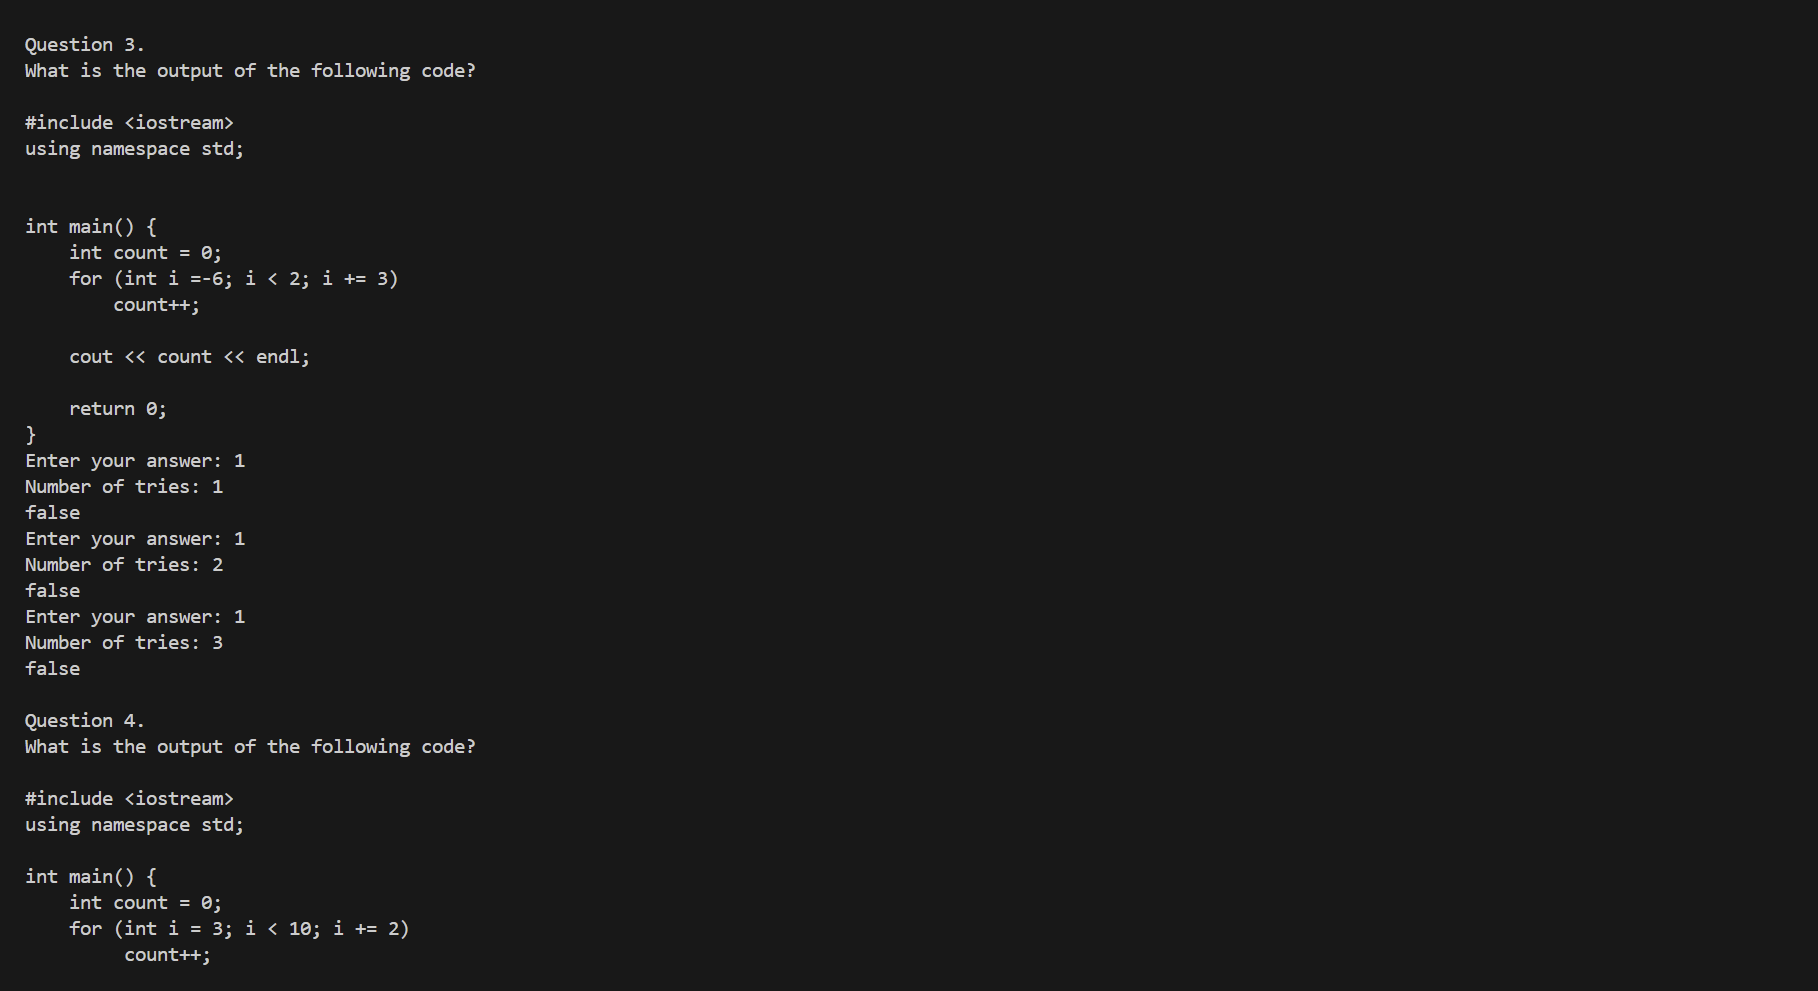 Question 3.
What is the output of the following code?
#include <iostream>
using namespace std;
int main() {
    int count = 0;
    for (int i =-6; i < 2; i += 3)
        count++;
    cout << count << endl;
    return 0;
}
Enter your answer: 1
Number of tries: 1
false
Enter your answer: 1
Number of tries: 2
false
Enter your answer: 1
Number of tries: 3
false
Question 4.
What is the output of the following code?
#include <iostream>
using namespace std;
int main() {
    int count = 0;
    for (int i = 3; i < 10; i += 2)
         count++;